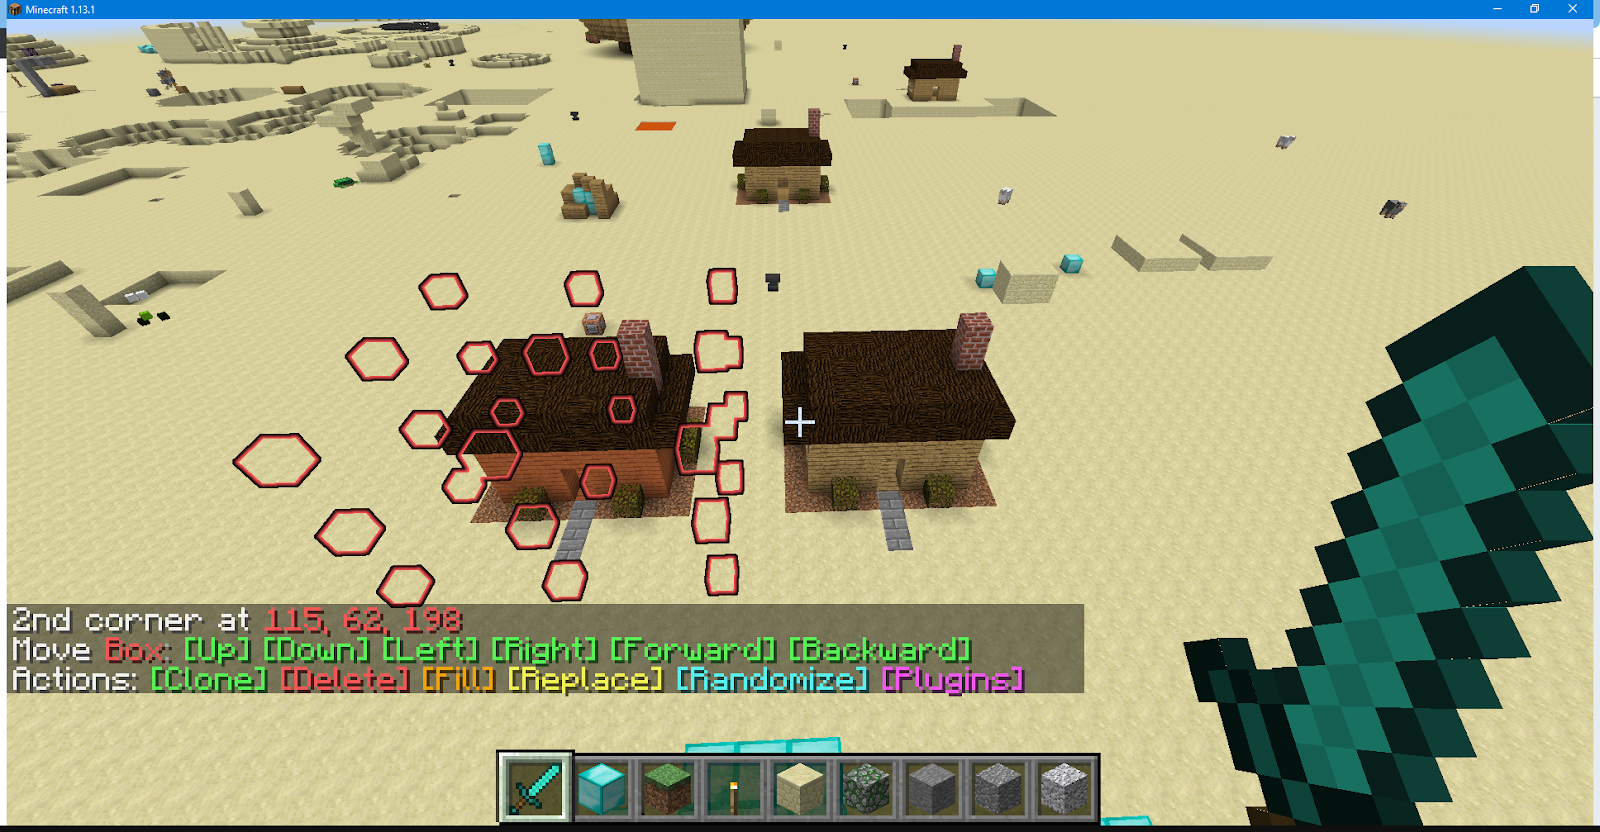 Minecraft 1.13.1
2nd corner at 115, 62, 198
Move Box: [Up] [Down] [Left] [Right] [Forward] [Backward]
Actions: [Clone] [Delete] [Fill] [Replace] [Randomize] [Plugins]